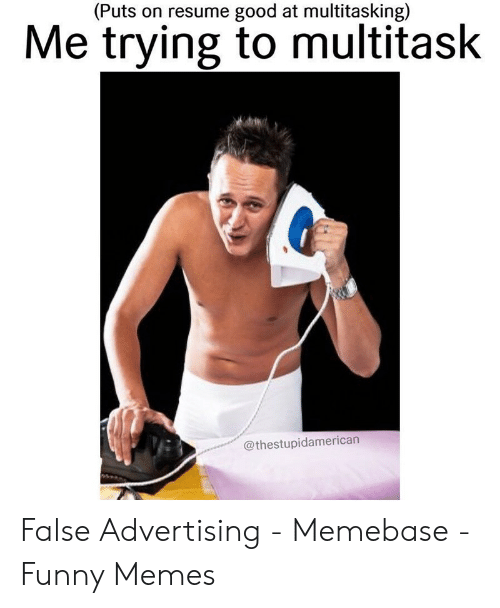 (Puts on resume good at multitasking)
Me trying to multitask
@thestupidamerican
False Advertising - Memebase -
Funny Memes